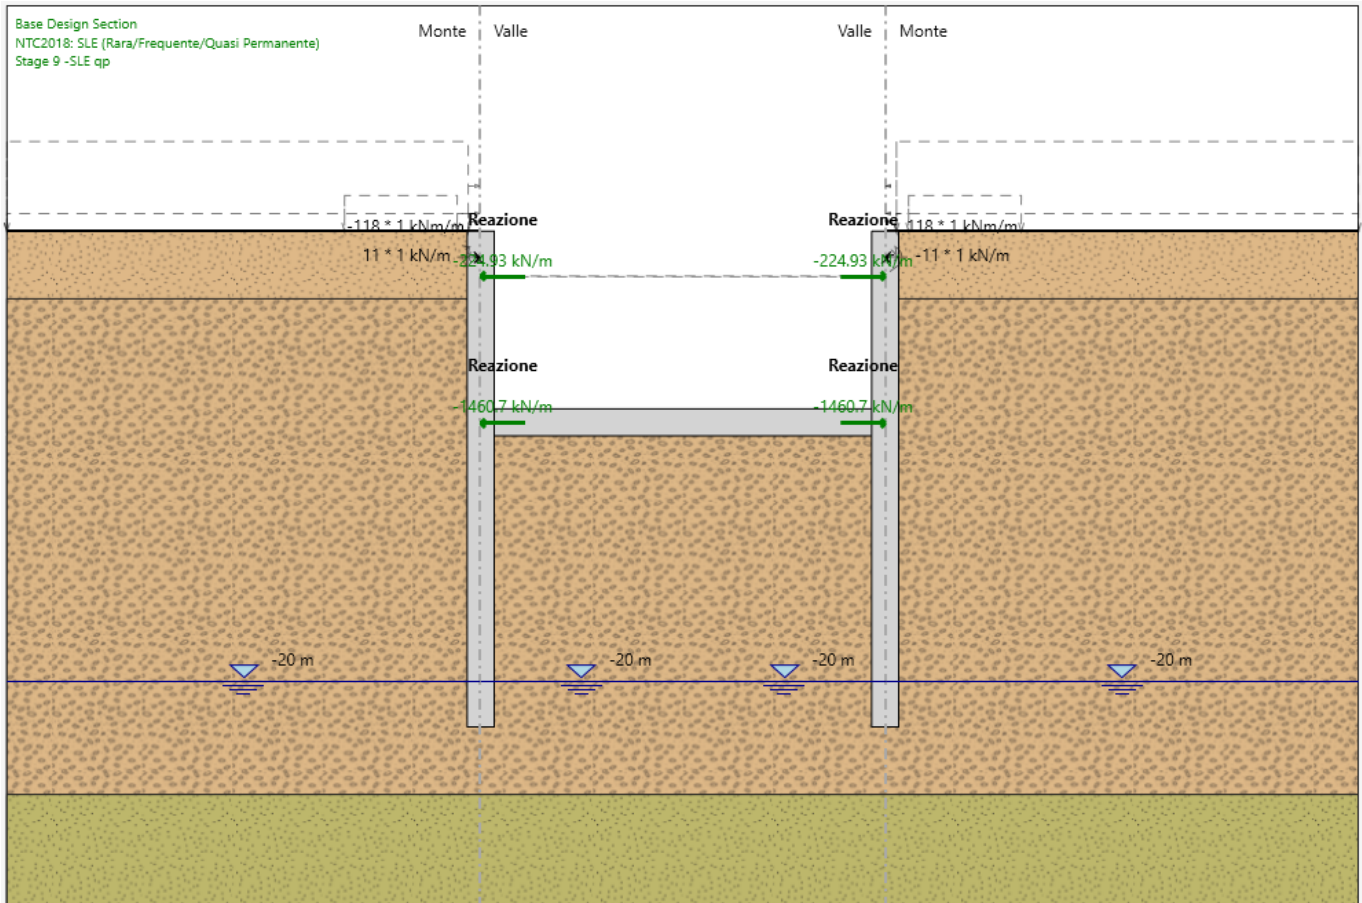 Base Design Section
NTC2018: SLE (Rara/Frequente/Quasi Permanente)
Stage 9 -SLE qp
Monte Valle Valle Monte
Reazione Reazione
-118 * 1 kNm/m 118 * 1 kNm/m
11 * 1 kN/m -11 * 1 kN/m
-224.93 kN/m -224.93 kN/m
Reazione Reazione
-1460.7 kN/m -1460.7 kN/m
-20 m -20 m -20 m -20 m